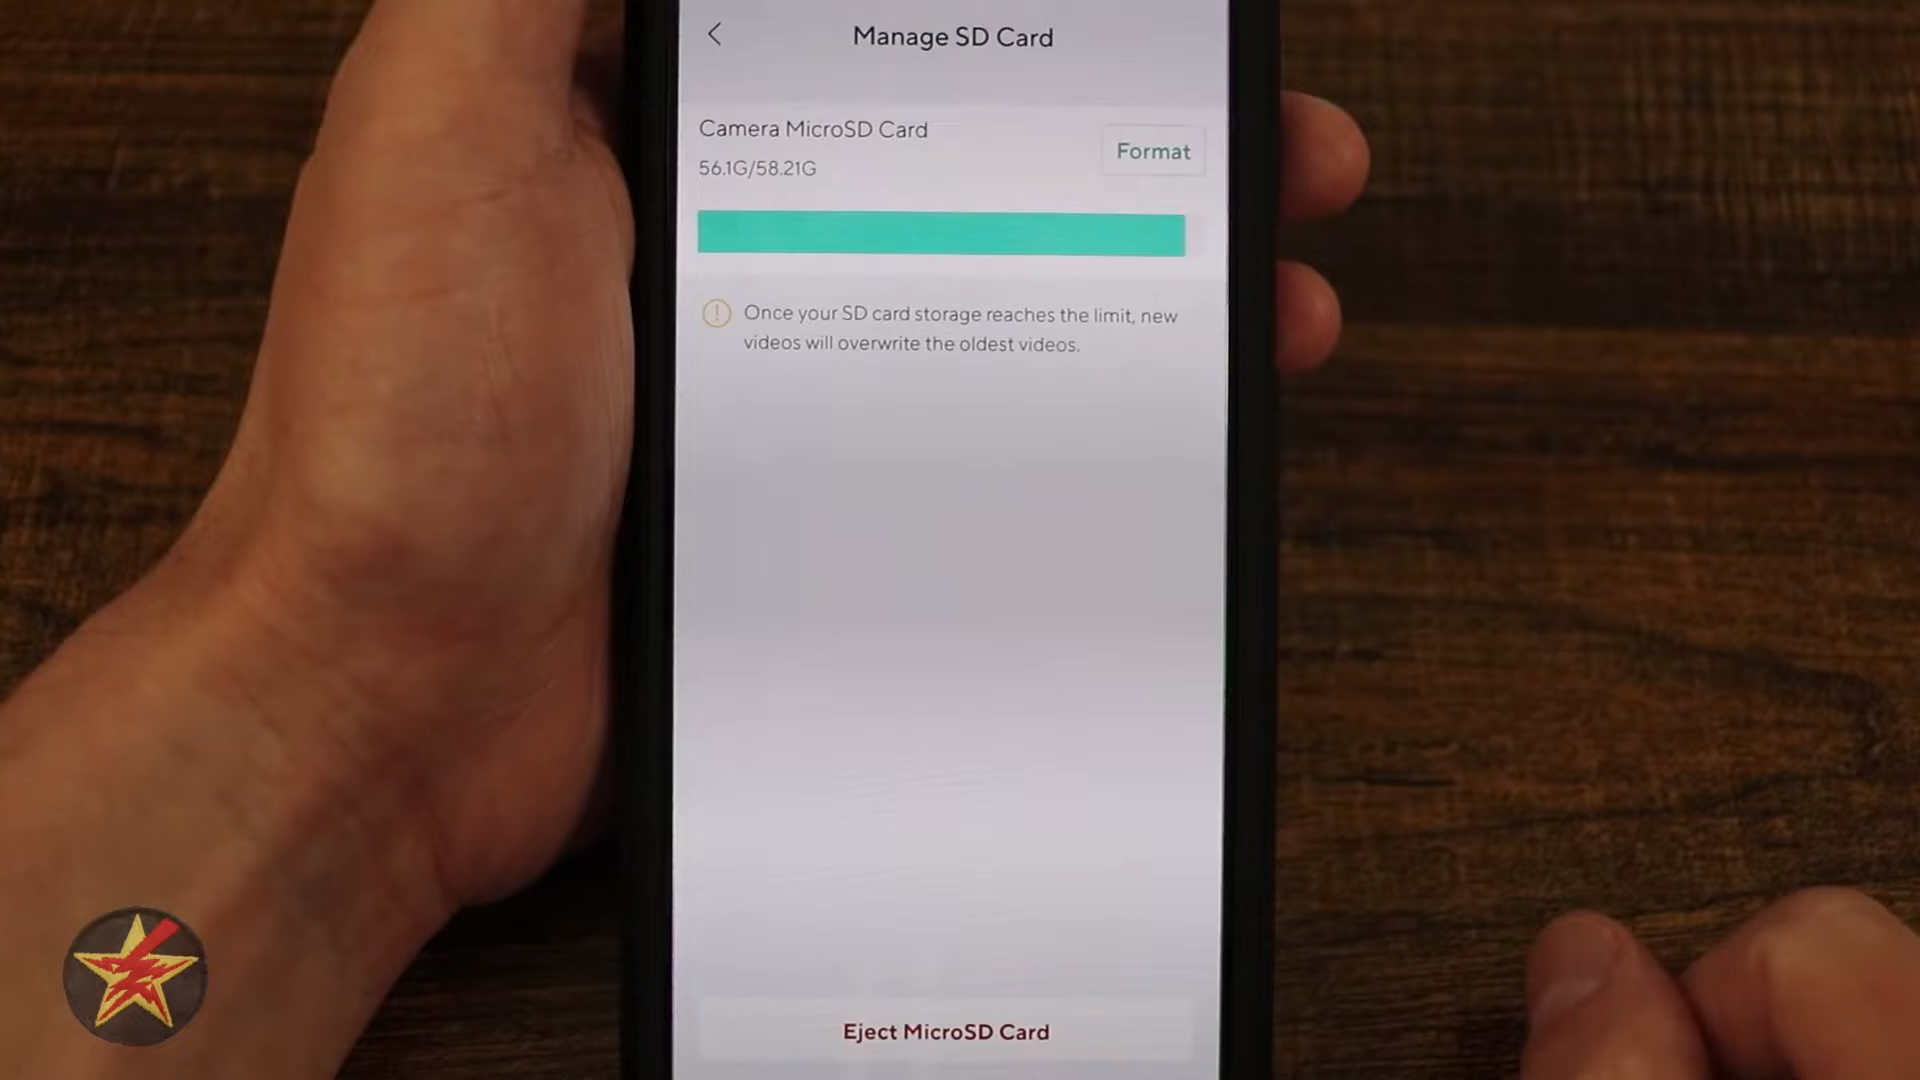 Manage SD Card
Camera MicroSD Card
Format
56.1G/58.21G
Once your SD card storage reaches the limit, new
videos will overwrite the oldest videos.
Eject MicroSD Card